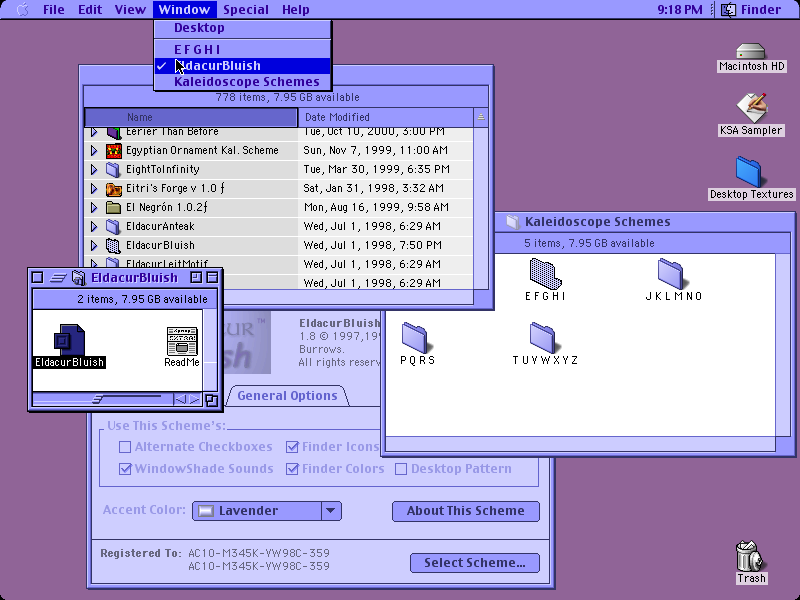 File Edit View Window Special Help 9:18 PM Finder
Desktop
E F G H I
EldacurBluish
Kaleidoscope Schemes
778 items, 7.95 GB available
Name Date Modified
Eerier Than Before Tue, Oct 10, 2000, 3:00 PM
Egyptian Ornament Kal. Scheme Sun, Nov 7, 1999, 11:00 AM
EightToInfinity Tue, Mar 30, 1999, 6:35 PM
Eitri's Forge v 1.0 ƒ Sat, Jan 31, 1998, 3:32 AM
El Negrón 1.0.2ƒ Mon, Aug 16, 1999, 9:58 AM
EldacurAnteak Wed, Jul 1, 1998, 6:29 AM
EldacurBluish Wed, Jul 1, 1998, 7:50 PM
EldacurLeitMotif Wed, Jul 1, 1998, 6:29 AM
Wed, Jul 1, 1998, 6:29 AM
Macintosh HD
KSA Sampler
Desktop Textures
Kaleidoscope Schemes
5 items, 7.95 GB available
E F G H I
J K L M N O
P Q R S
T U V W X Y Z
EldacurBluish
2 items, 7.95 GB available
EldacurBluish
ReadMe
EldacurBluish
1.8 © 1997,19
Burrows.
All rights reser
General Options
Use This Scheme's:
Alternate Checkboxes Finder Icons
WindowShade Sounds Finder Colors Desktop Pattern
Accent Color: Lavender About This Scheme
Registered To: AC10-M345K-YW98C-359
AC10-M345K-YW98C-359
Select Scheme...
Trash